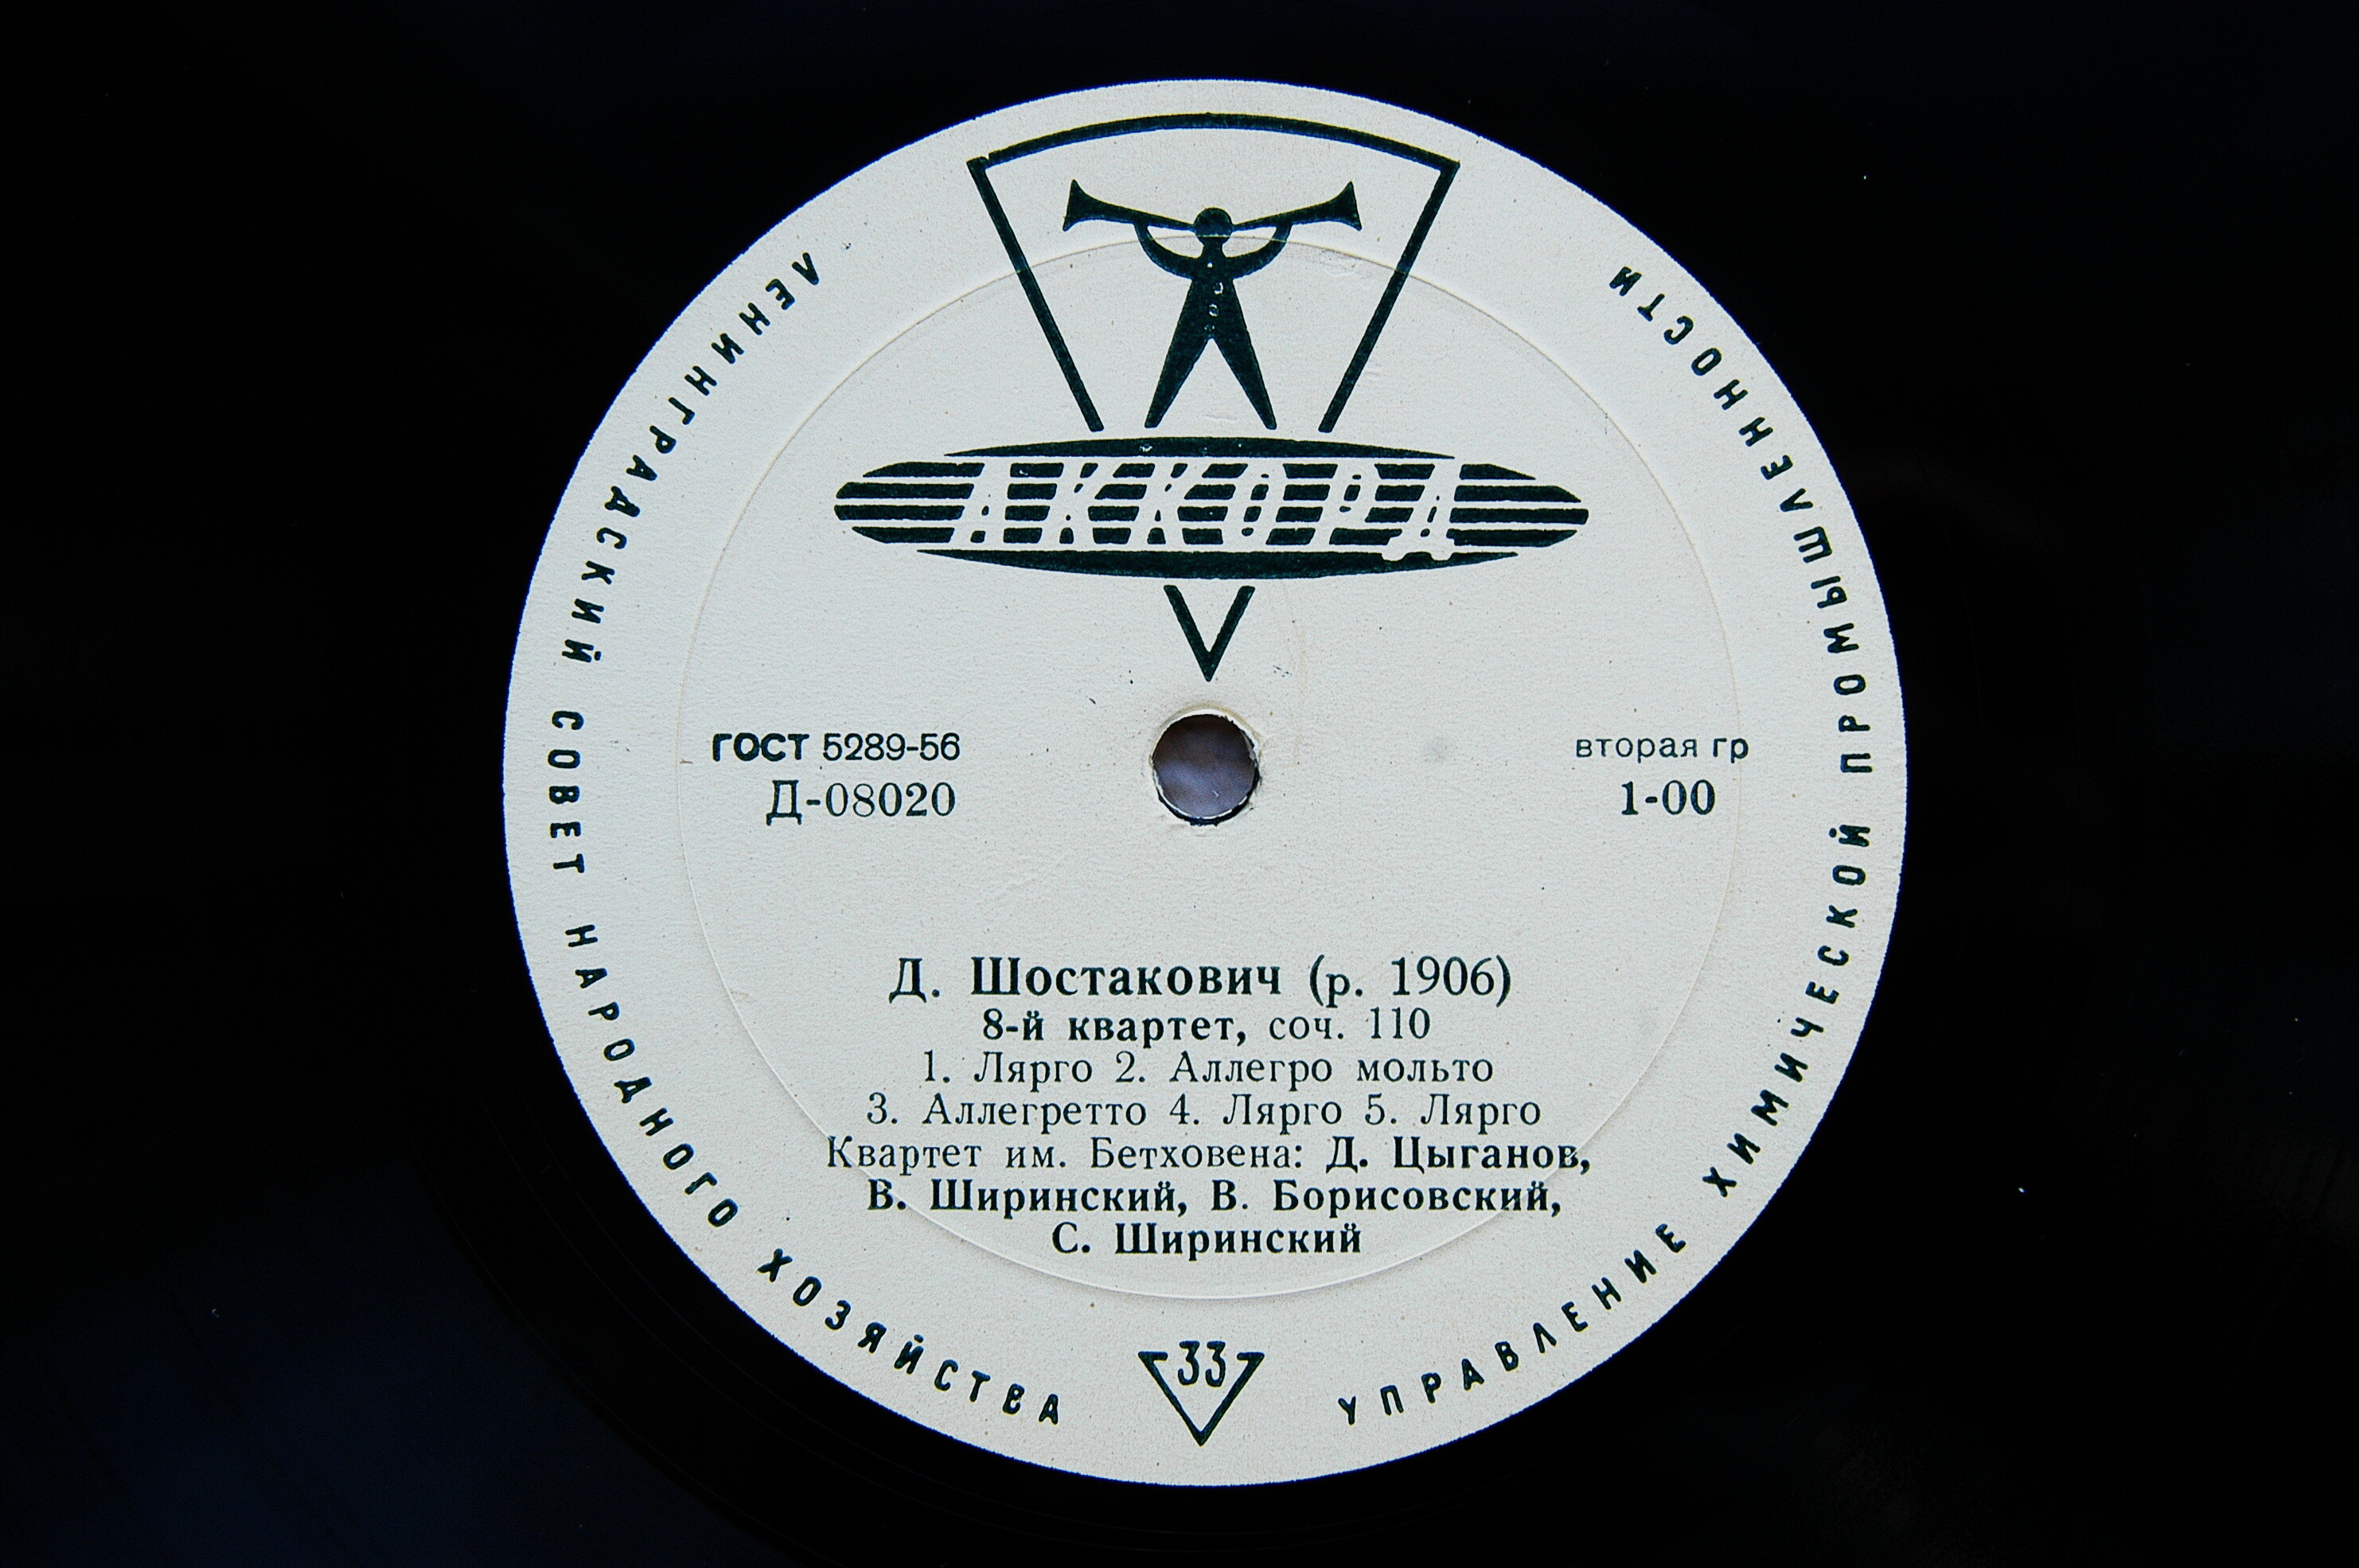 АККОРД
ГОСТ 5289-56
Д-08020
вторая гр
1-00
Д. Шостакович (р. 1906)
8-й квартет, соч. 110
1. Лярго 2. Аллегро мольто
3. Аллегретто 4. Лярго 5. Лярго
Квартет им. Бетховена: Д. Цыганов,
В. Ширинский, В. Борисовский,
С. Ширинский
33
ЛЕНИНГРАДСКИЙ СОВЕТ НАРОДНОГО ХОЗЯЙСТВА
УПРАВЛЕНИЕ ХИМИЧЕСКОЙ ПРОМЫШЛЕННОСТИ